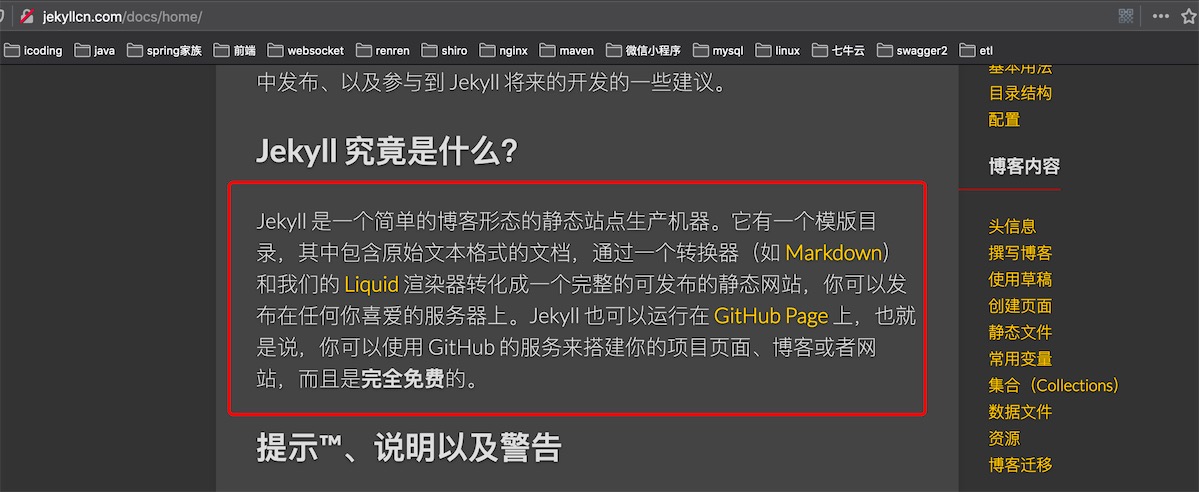 jekyllcn.com/docs/home/
icoding java spring家族 前端 websocket renren shiro nginx maven 微信小程序 mysql linux 七牛云 swagger2 etl
中发布、以及参与到 Jekyll 将来的开发的一些建议。
Jekyll 究竟是什么？
Jekyll 是一个简单的博客形态的静态站点生产机器。它有一个模版目
录，其中包含原始文本格式的文档，通过一个转换器（如 Markdown）
和我们的 Liquid 渲染器转化成一个完整的可发布的静态网站，你可以发
布在任何你喜爱的服务器上。Jekyll 也可以运行在 GitHub Page 上，也就
是说，你可以使用 GitHub 的服务来搭建你的项目页面、博客或者网
站，而且是完全免费的。
提示™、说明以及警告
基本用法
目录结构
配置
博客内容
头信息
撰写博客
使用草稿
创建页面
静态文件
常用变量
集合（Collections）
数据文件
资源
博客迁移